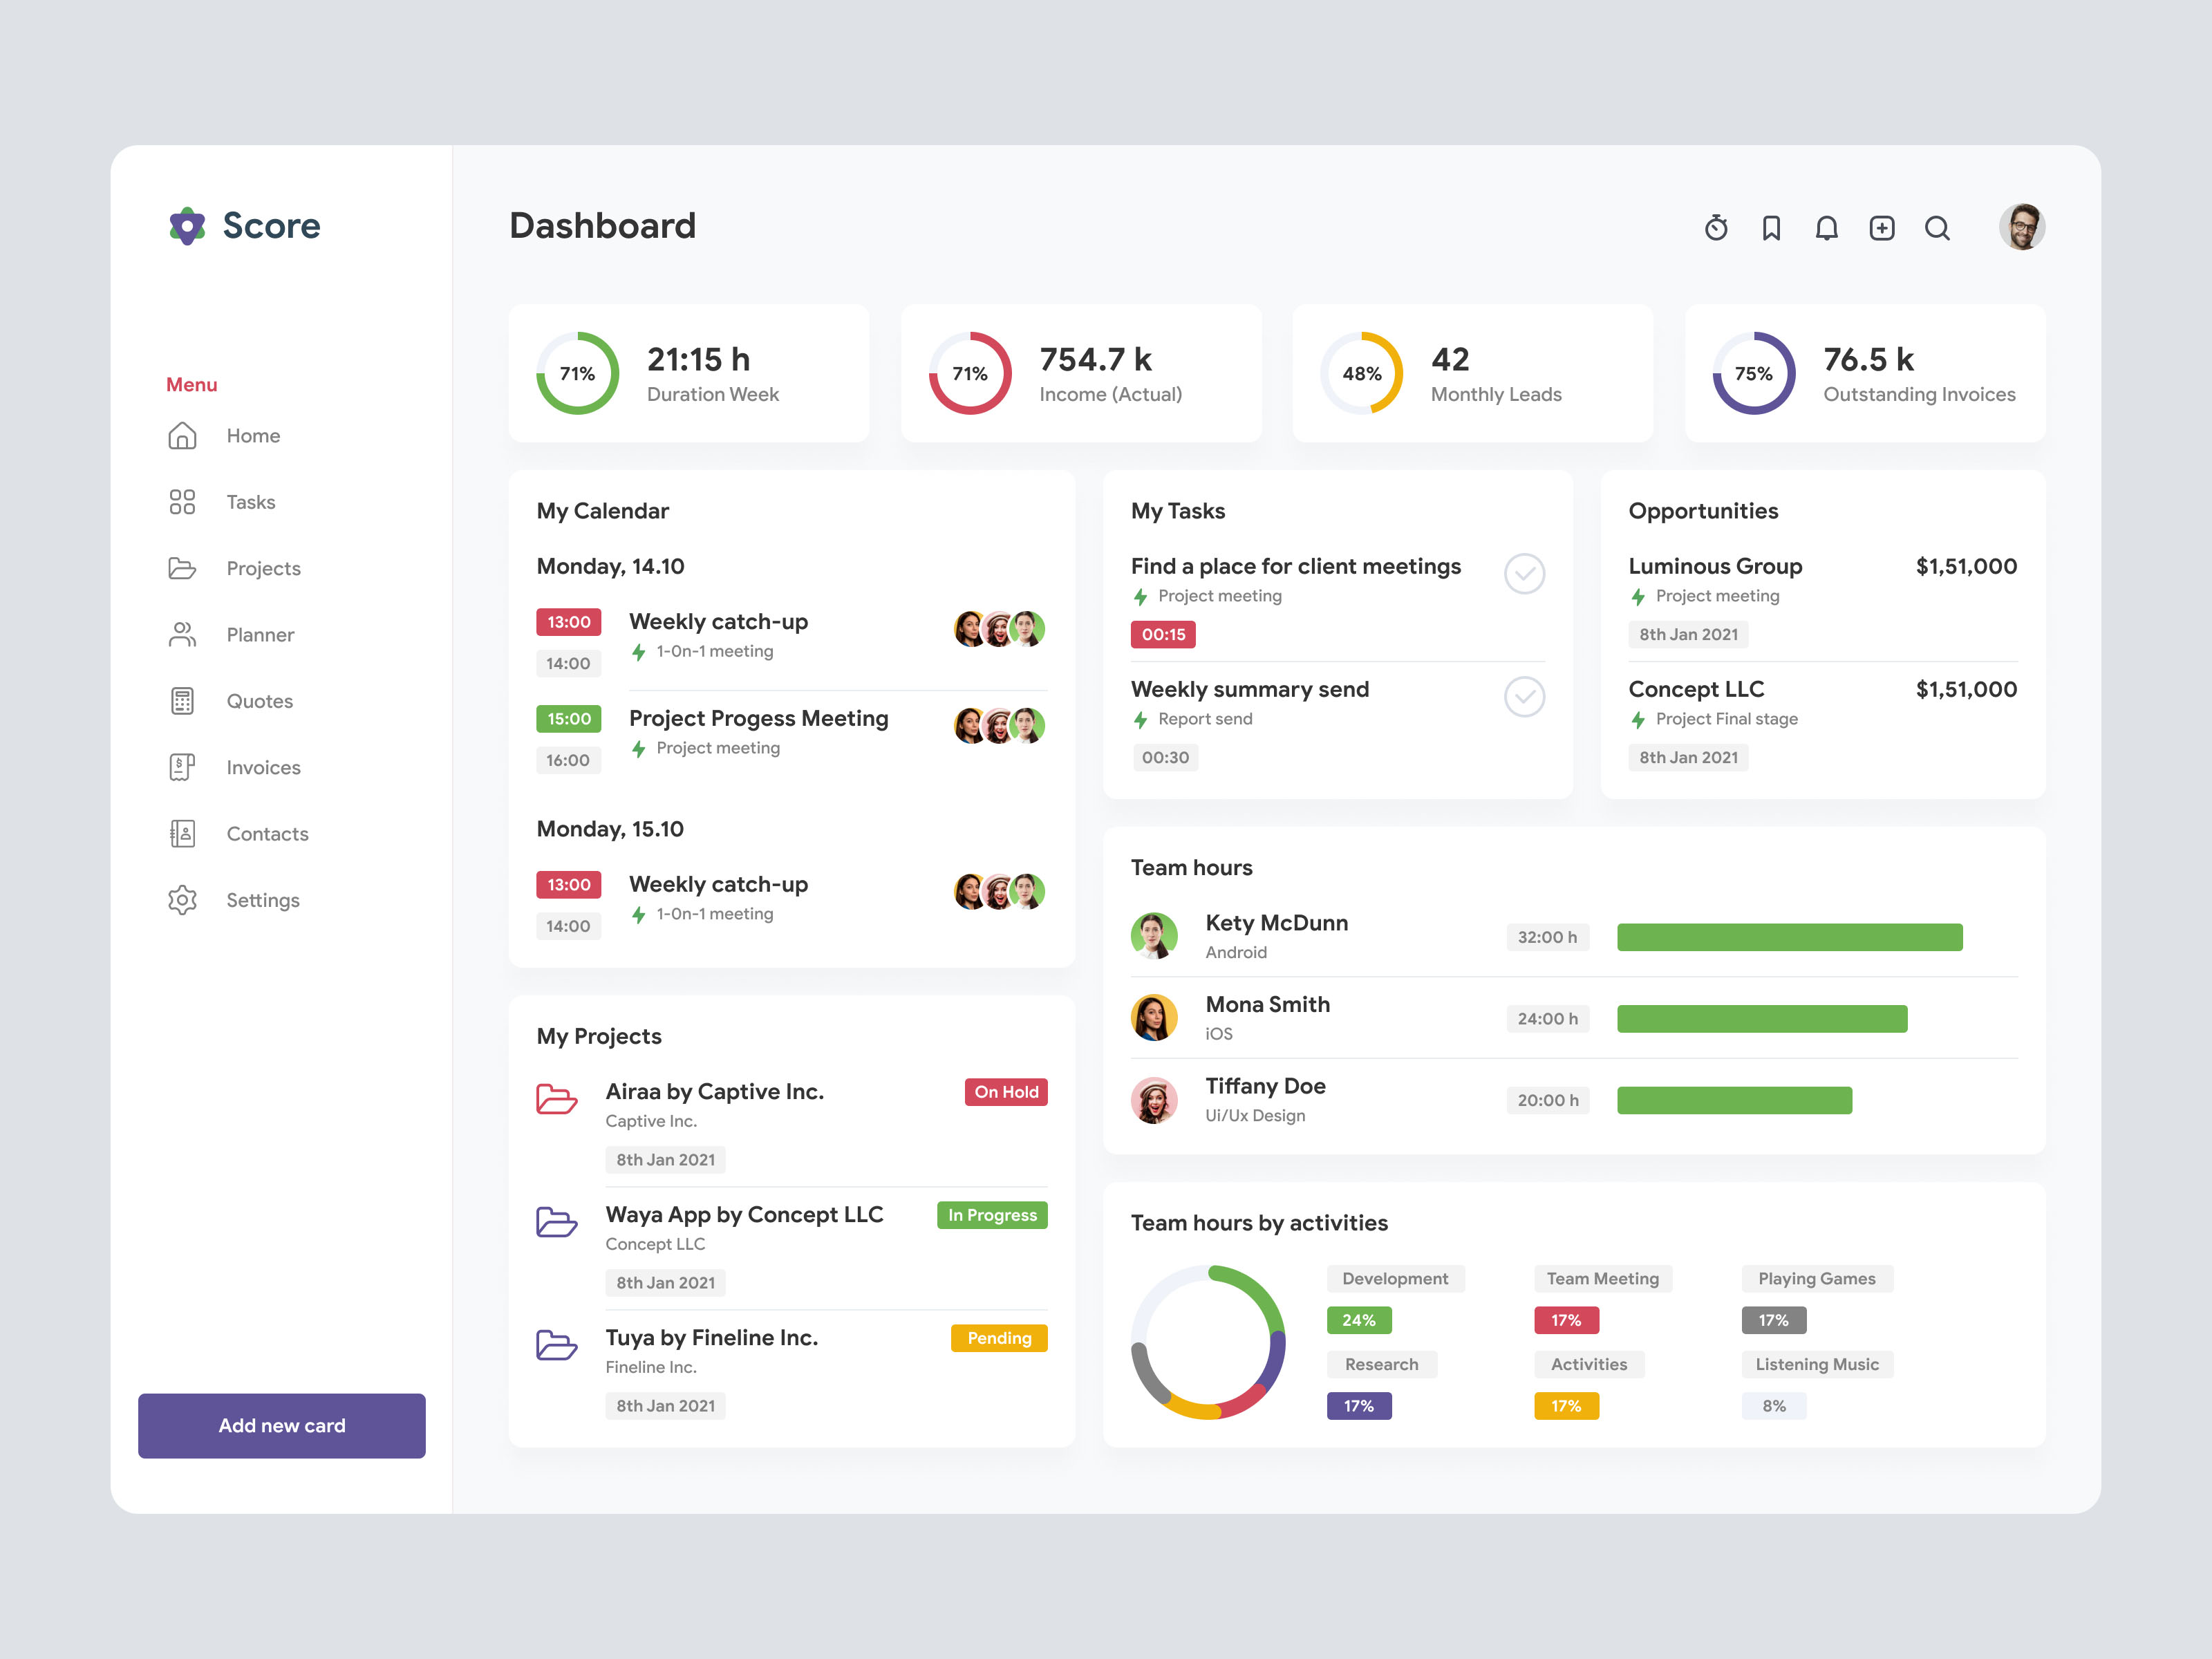 Score
Menu
Home
Tasks
Projects
Planner
Quotes
Invoices
Contacts
Settings
Add new card
Dashboard
71%
21:15 h
Duration Week
71%
754.7 k
Income (Actual)
48%
42
Monthly Leads
75%
76.5 k
Outstanding Invoices
My Calendar
Monday, 14.10
13:00
14:00
Weekly catch-up
1-0n-1 meeting
15:00
16:00
Project Progess Meeting
Project meeting
Monday, 15.10
13:00
14:00
Weekly catch-up
1-0n-1 meeting
My Projects
Airaa by Captive Inc.
Captive Inc.
8th Jan 2021
On Hold
Waya App by Concept LLC
Concept LLC
8th Jan 2021
In Progress
Tuya by Fineline Inc.
Fineline Inc.
8th Jan 2021
Pending
My Tasks
Find a place for client meetings
Project meeting
00:15
Weekly summary send
Report send
00:30
Opportunities
Luminous Group
$1,51,000
Project meeting
8th Jan 2021
Concept LLC
$1,51,000
Project Final stage
8th Jan 2021
Team hours
Kety McDunn
Android
32:00 h
Mona Smith
iOS
24:00 h
Tiffany Doe
Ui/Ux Design
20:00 h
Team hours by activities
Development
24%
Team Meeting
17%
Playing Games
17%
Research
17%
Activities
17%
Listening Music
8%